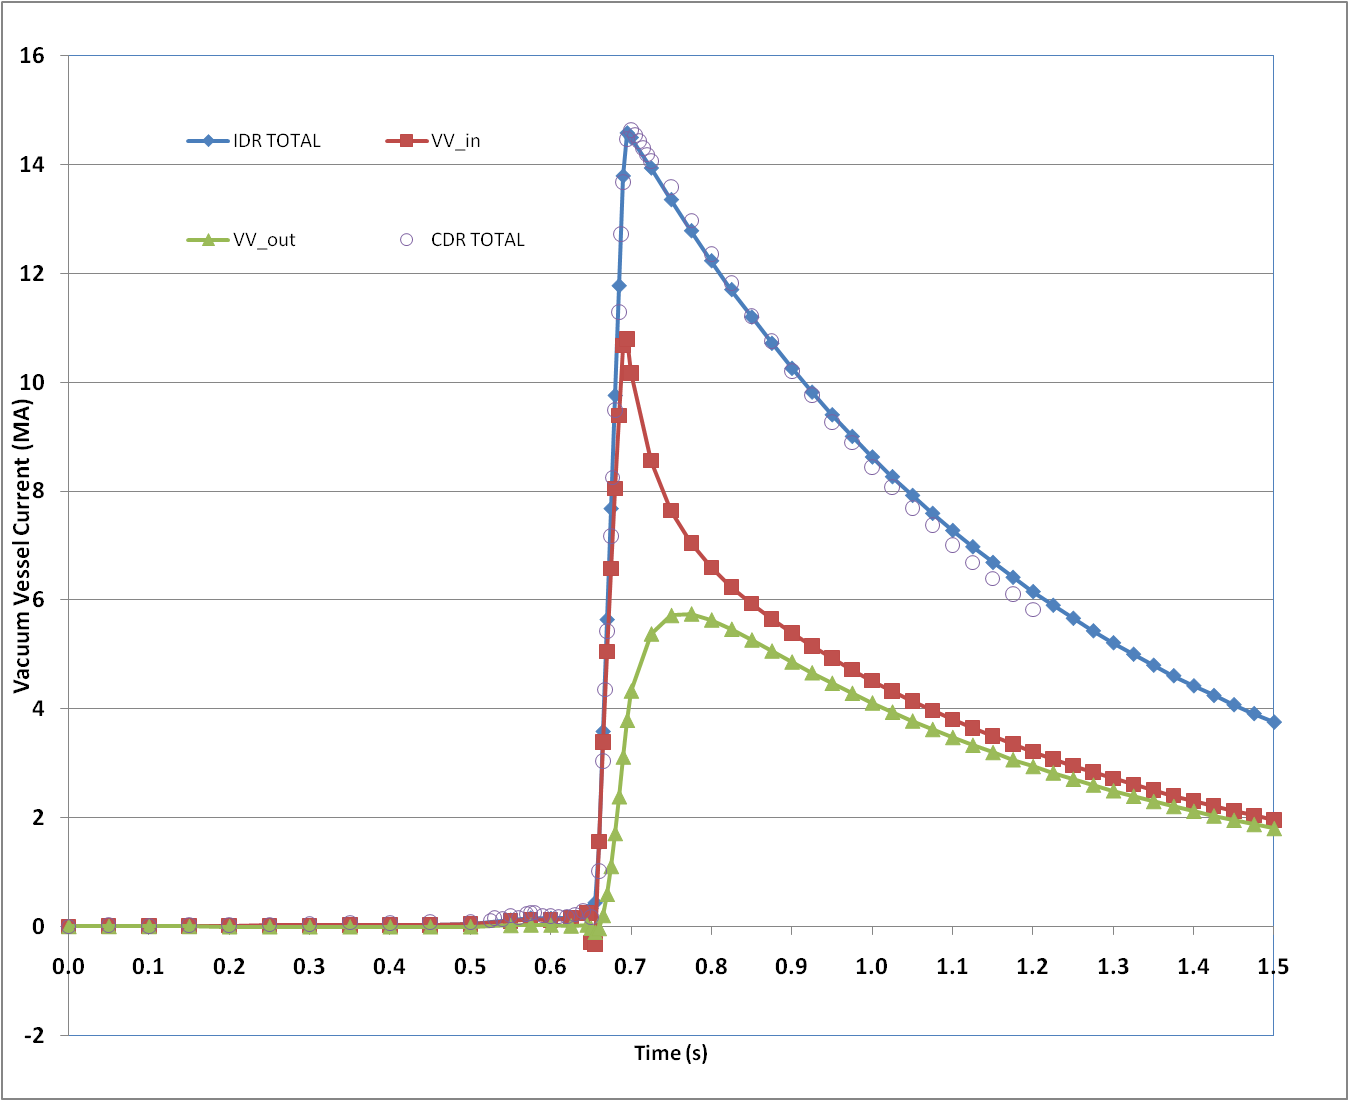 16
14
12
10
8
6
4
2
0
-2
Vacuum Vessel Current (MA)
IDR TOTAL
VV_in
VV_out
CDR TOTAL
0.0 0.1 0.2 0.3 0.4 0.5 0.6 0.7 0.8 0.9 1.0 1.1 1.2 1.3 1.4 1.5
Time (s)